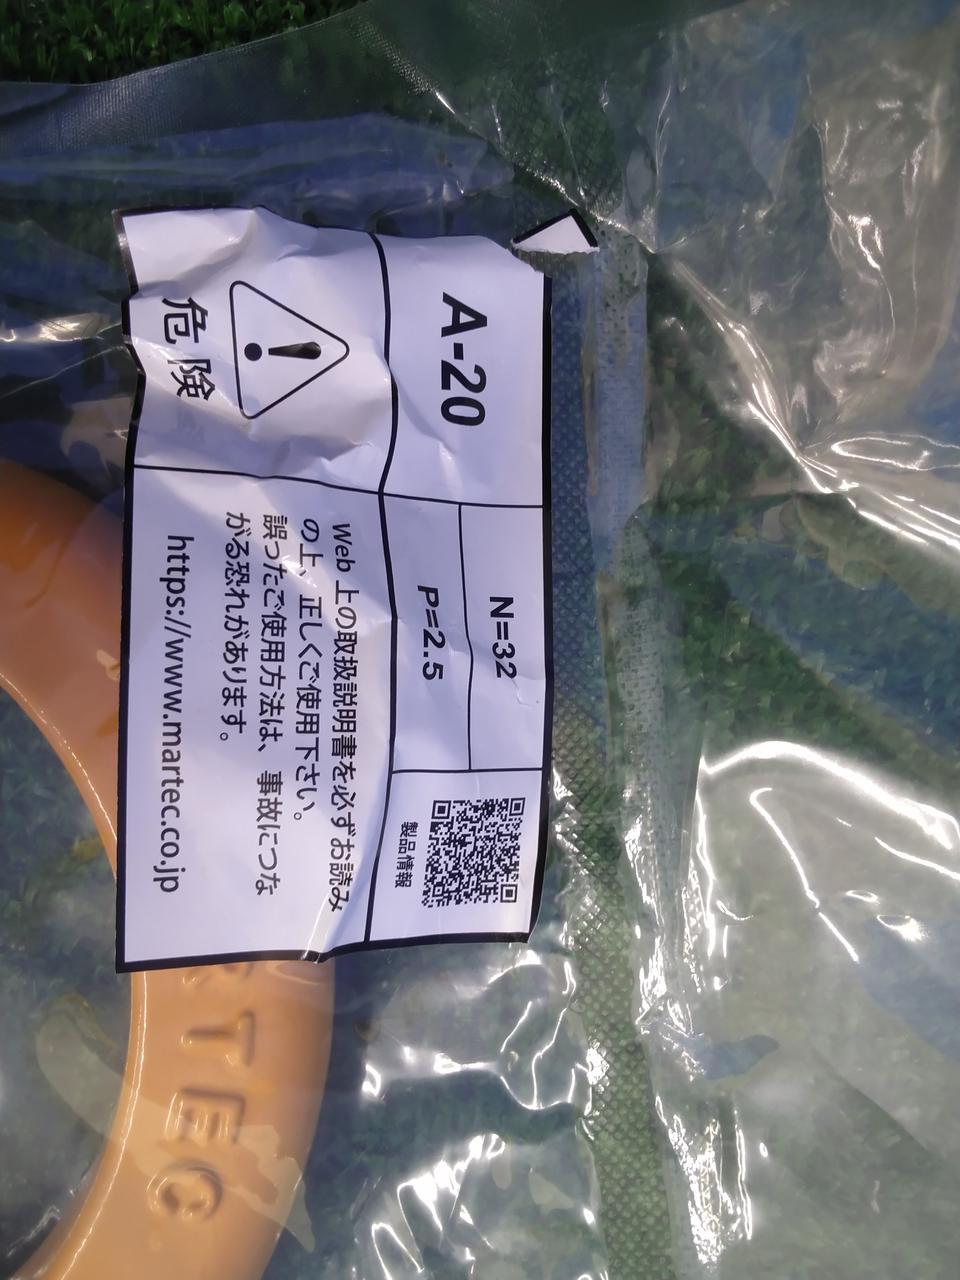 A-20
N=32
P=2.5
製品情報
危険
Web 上の取扱説明書を必ずお読み
の上、正しくご使用下さい。
誤ったご使用方法は、事故につな
がる恐れがあります。
https://www.martec.co.jp
TEC